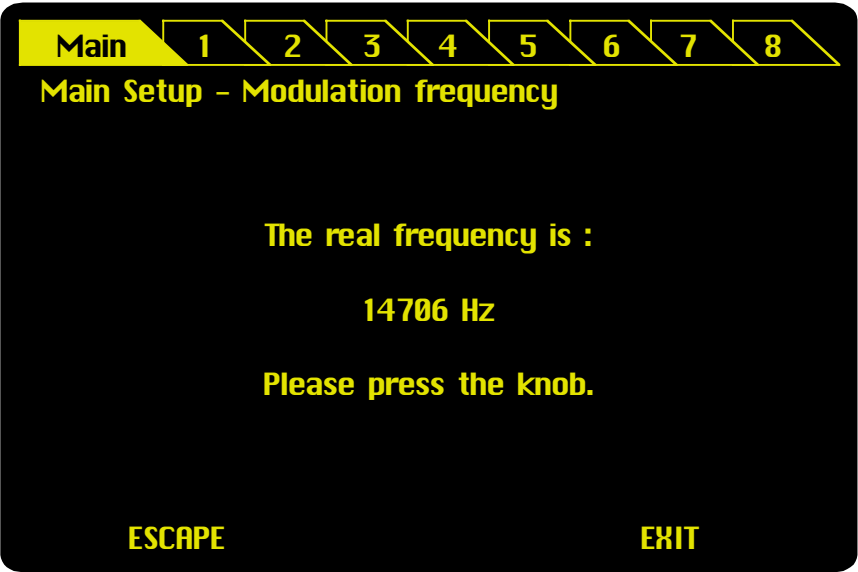 Main 1 2 3 4 5 6 7 8
Main Setup - Modulation frequency
The real frequency is :
14706 Hz
Please press the knob.
ESCAPE EXIT